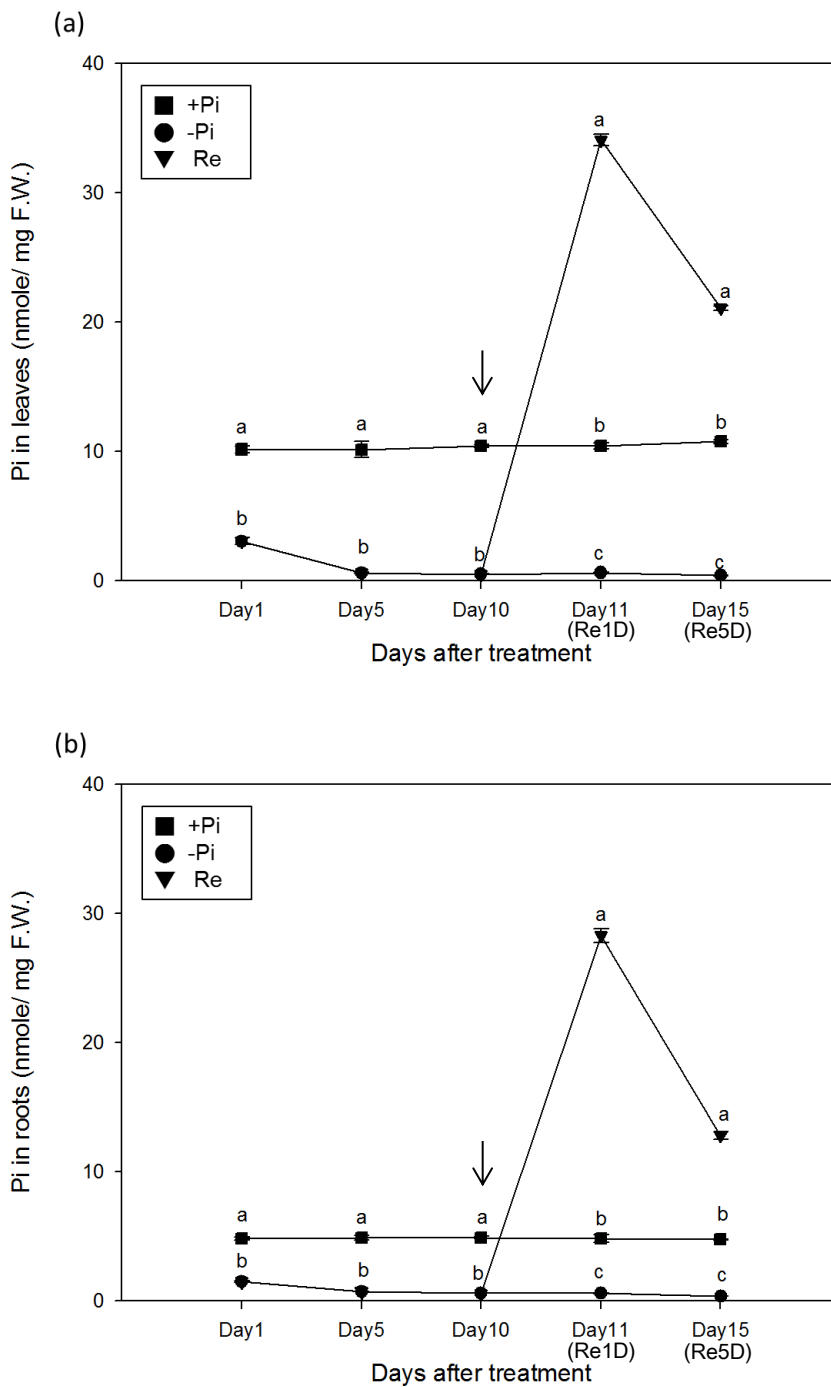 (a)
Pi in leaves (nmole/ mg F.W.)
40
30
20
10
0
+Pi
-Pi
Re
a
a
a
a
a
b
b
b
b
b
c
c
Day1 Day5 Day10 Day11 Day15
(Re1D) (Re5D)
Days after treatment
(b)
Pi in roots (nmole/ mg F.W.)
40
30
20
10
0
+Pi
-Pi
Re
a
a
a a a b b
b b b c c
Day1 Day5 Day10 Day11 Day15
(Re1D) (Re5D)
Days after treatment